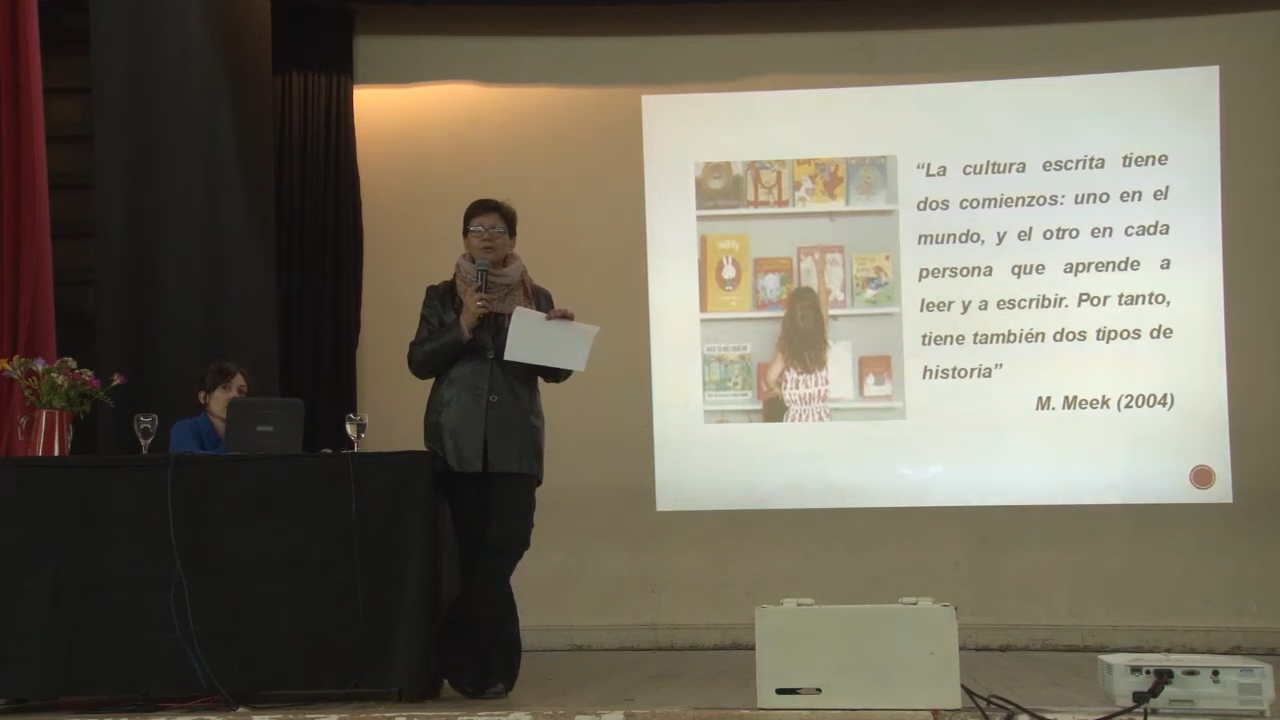 “La cultura escrita tiene
dos comienzos: uno en el
mundo, y el otro en cada
persona que aprende a
leer y a escribir. Por tanto,
tiene también dos tipos de
historia”
M. Meek (2004)